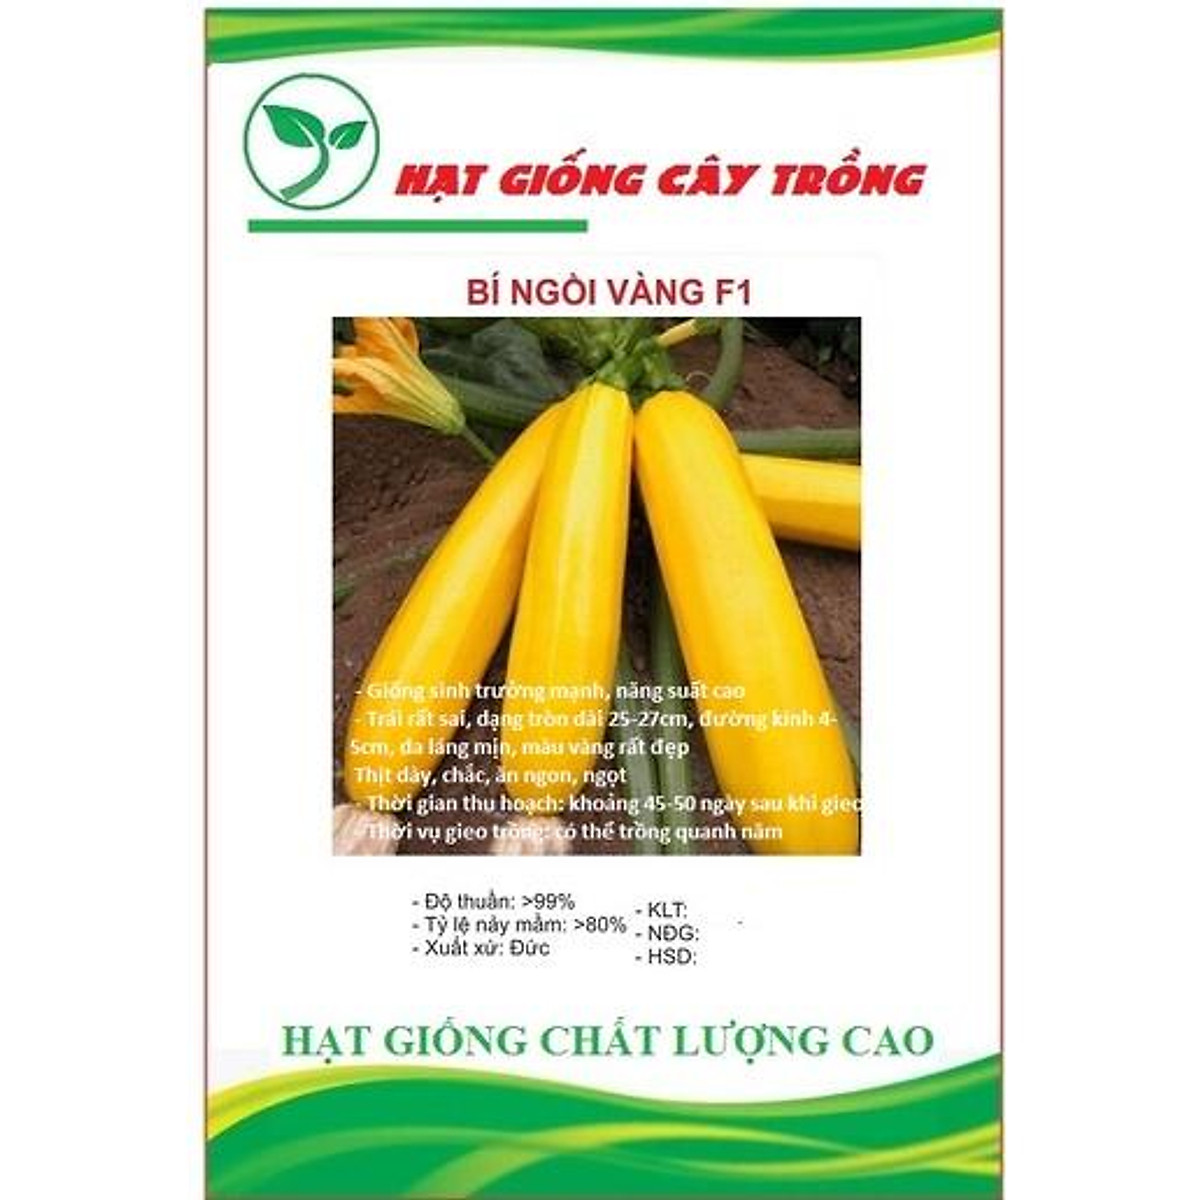 HẠT GIỐNG CÂY TRỒNG
BÍ NGỒI VÀNG F1
- Giống sinh trưởng mạnh, năng suất cao
- Trái rất sai, dạng tròn dài 25-27cm, đường kính 4-
5cm, da láng mịn, màu vàng rất đẹp
Thịt dày, chắc, ăn ngon, ngọt
- Thời gian thu hoạch: khoảng 45-50 ngày sau khi gieo
- Thời vụ gieo trồng: có thể trồng quanh năm
- Độ thuần: >99%
- Tỷ lệ nảy mầm: >80%
- Xuất xứ: Đức
- KLT:
- NĐG:
- HSD:
HẠT GIỐNG CHẤT LƯỢNG CAO